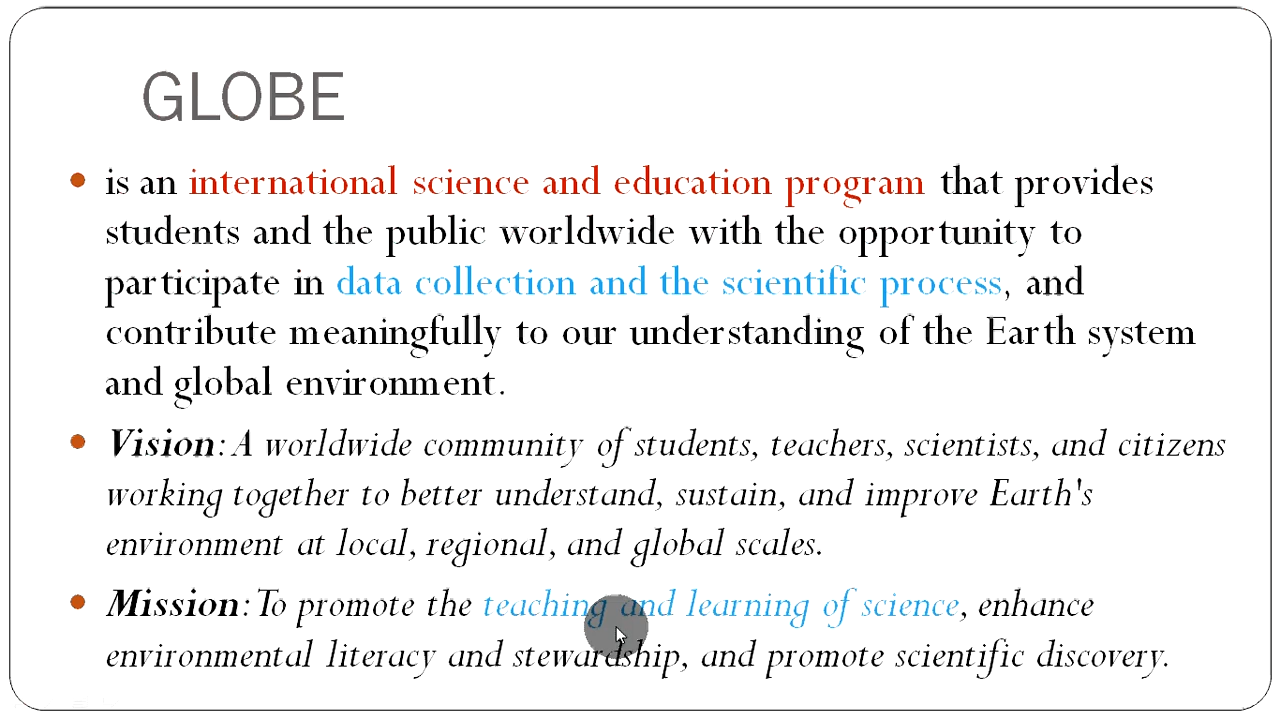 GLOBE
is an international science and education program that provides
students and the public worldwide with the opportunity to
participate in data collection and the scientific process, and
contribute meaningfully to our understanding of the Earth system
and global environment.
Vision: A worldwide community of students, teachers, scientists, and citizens
working together to better understand, sustain, and improve Earth's
environment at local, regional, and global scales.
Mission: To promote the teaching and learning of science, enhance
environmental literacy and stewardship, and promote scientific discovery.